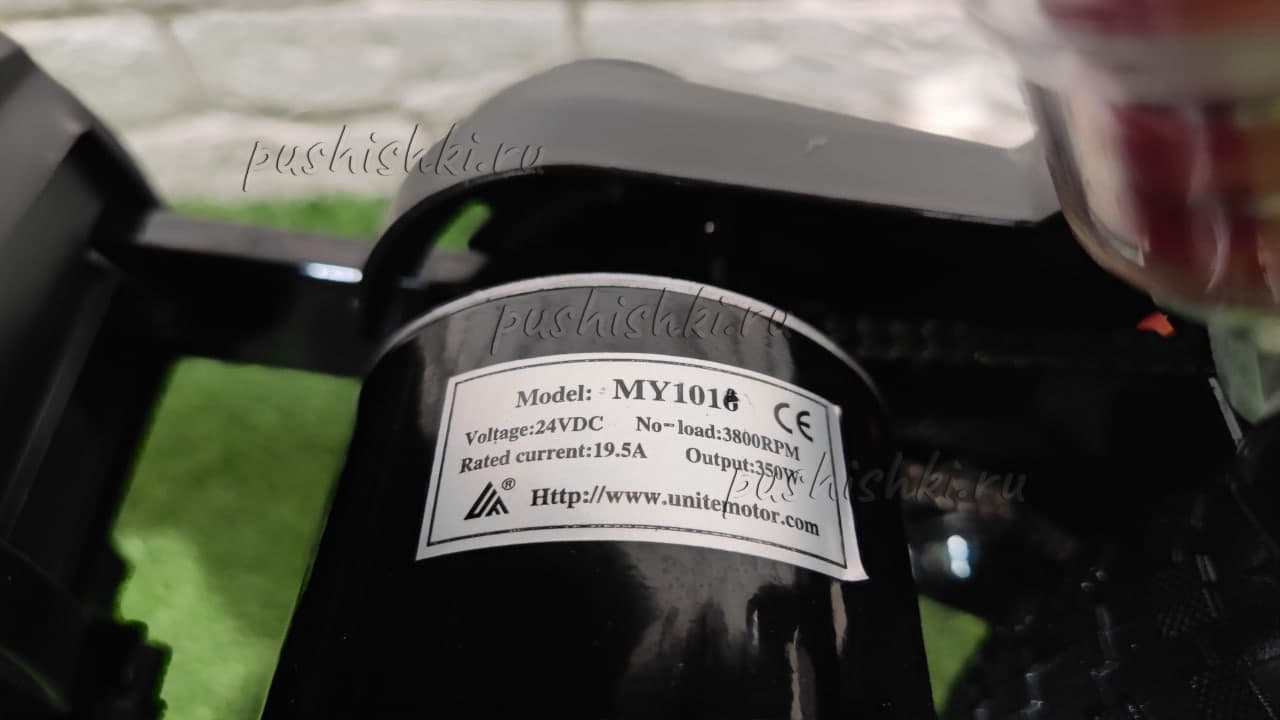 pushishki.ru
pushishki.ru
Model: MY1016
CE
Voltage:24VDC No-load:3800RPM
Rated current:19.5A Output:350W
pushishki.ru
® Http://www.unitemotor.com